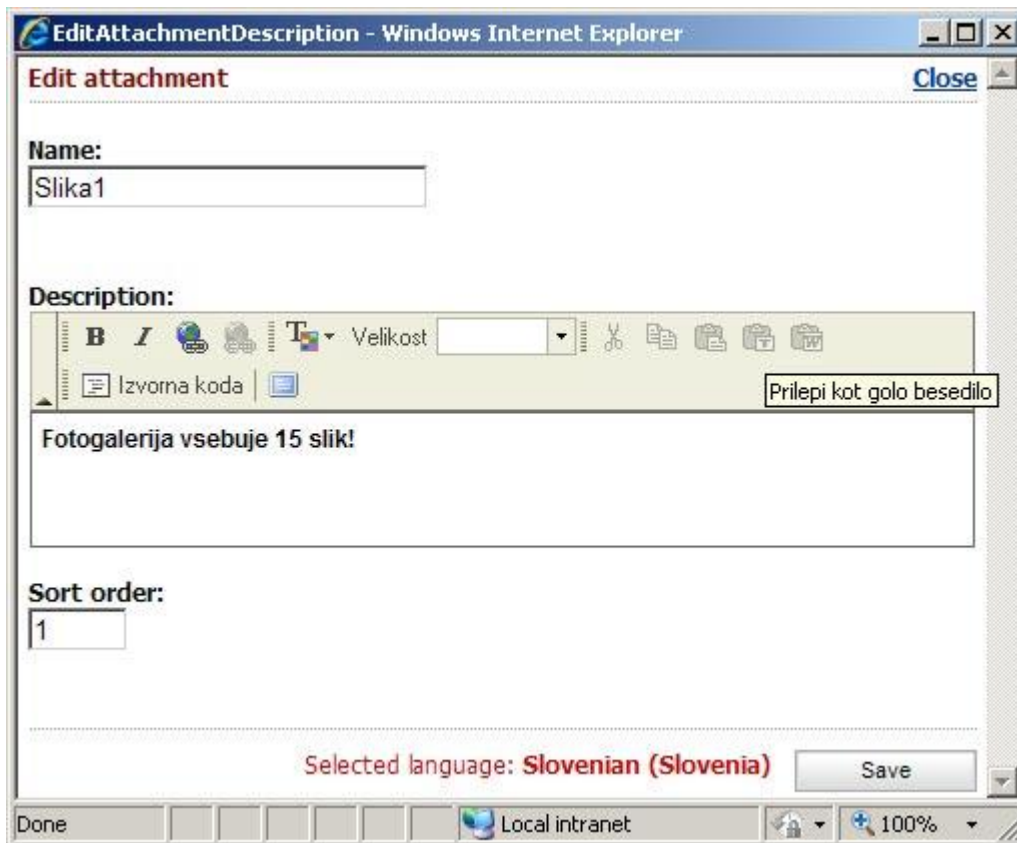 EditAttachmentDescription - Windows Internet Explorer
Edit attachment Close
Name:
Slika1
Description:
B I T Velikost
Izvorna koda
Prilepi kot golo besedilo
Fotogalerija vsebuje 15 slik!
Sort order:
1
Selected language: Slovenian (Slovenia) Save
Done Local intranet 100%